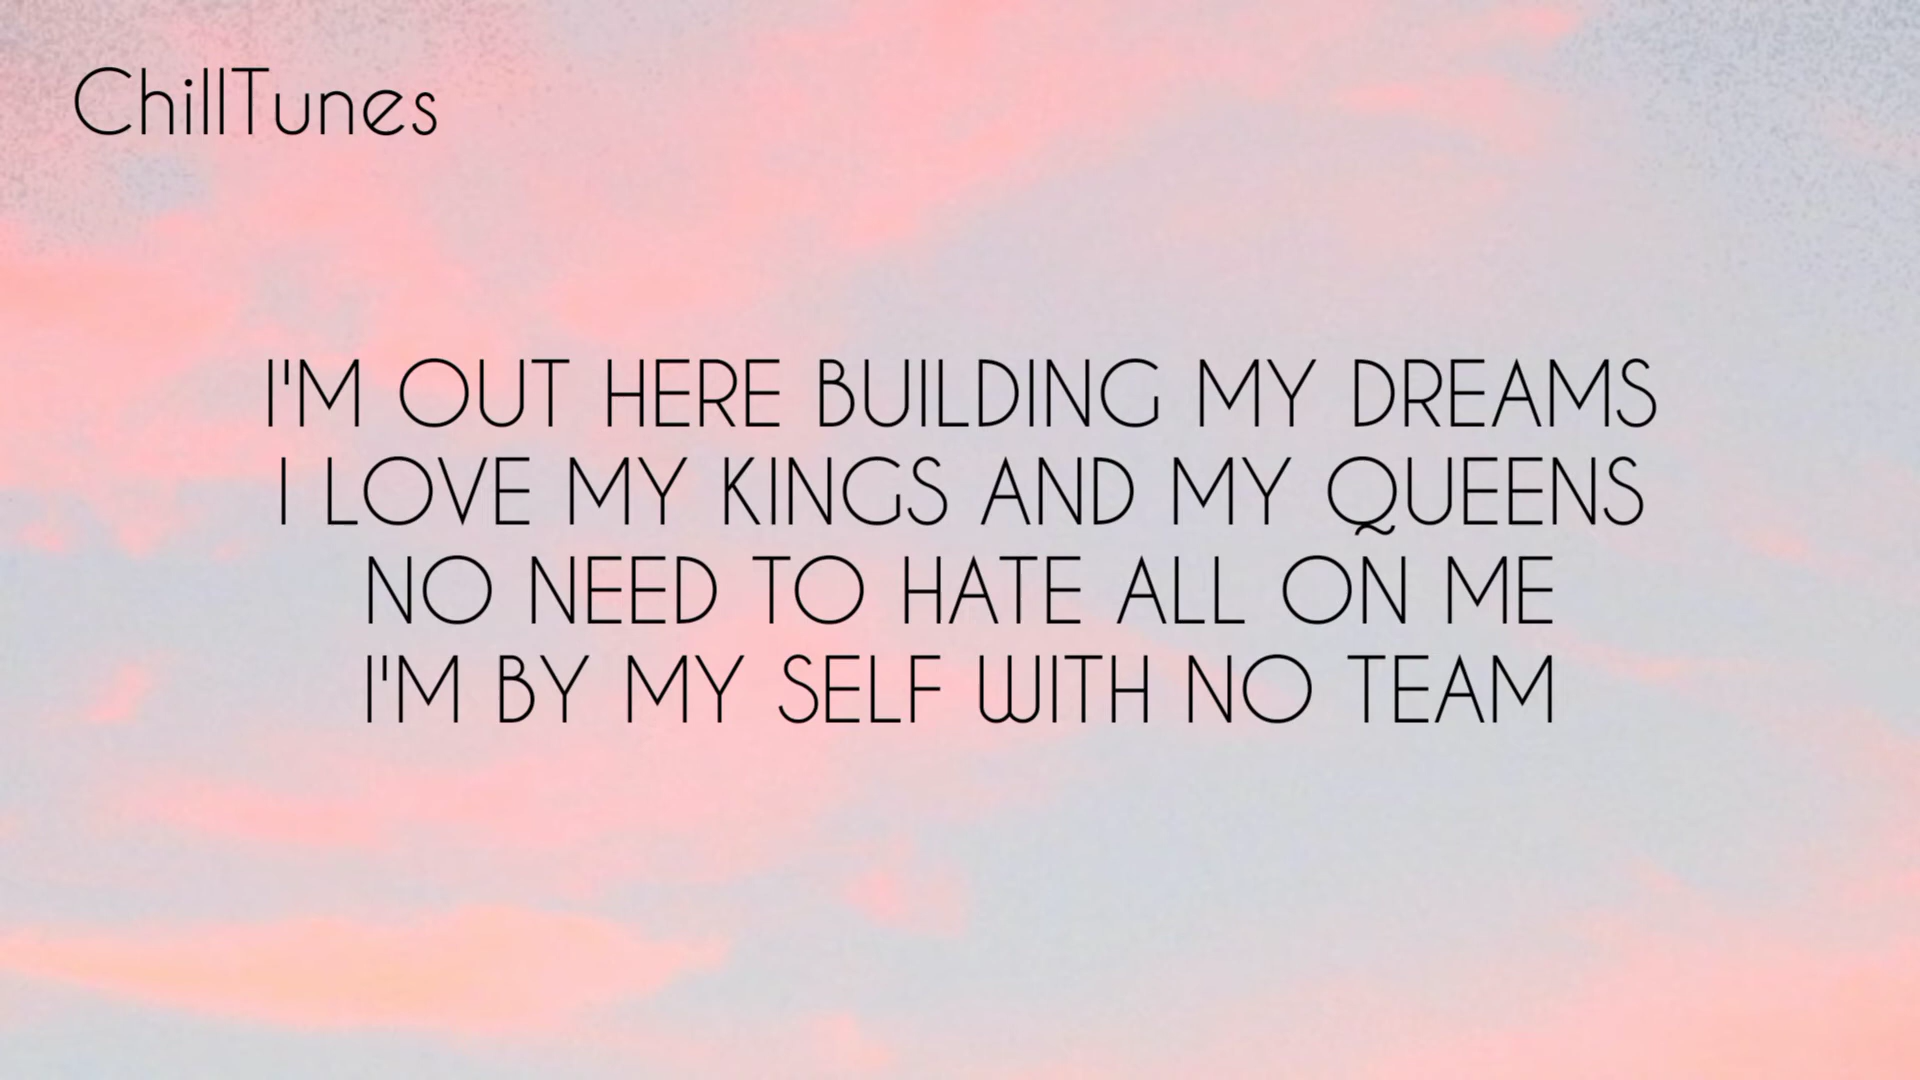 ChillTunes
I'M OUT HERE BUILDING MY DREAMS
I LOVE MY KINGS AND MY QUEENS
NO NEED TO HATE ALL ON ME
I'M BY MY SELF WITH NO TEAM